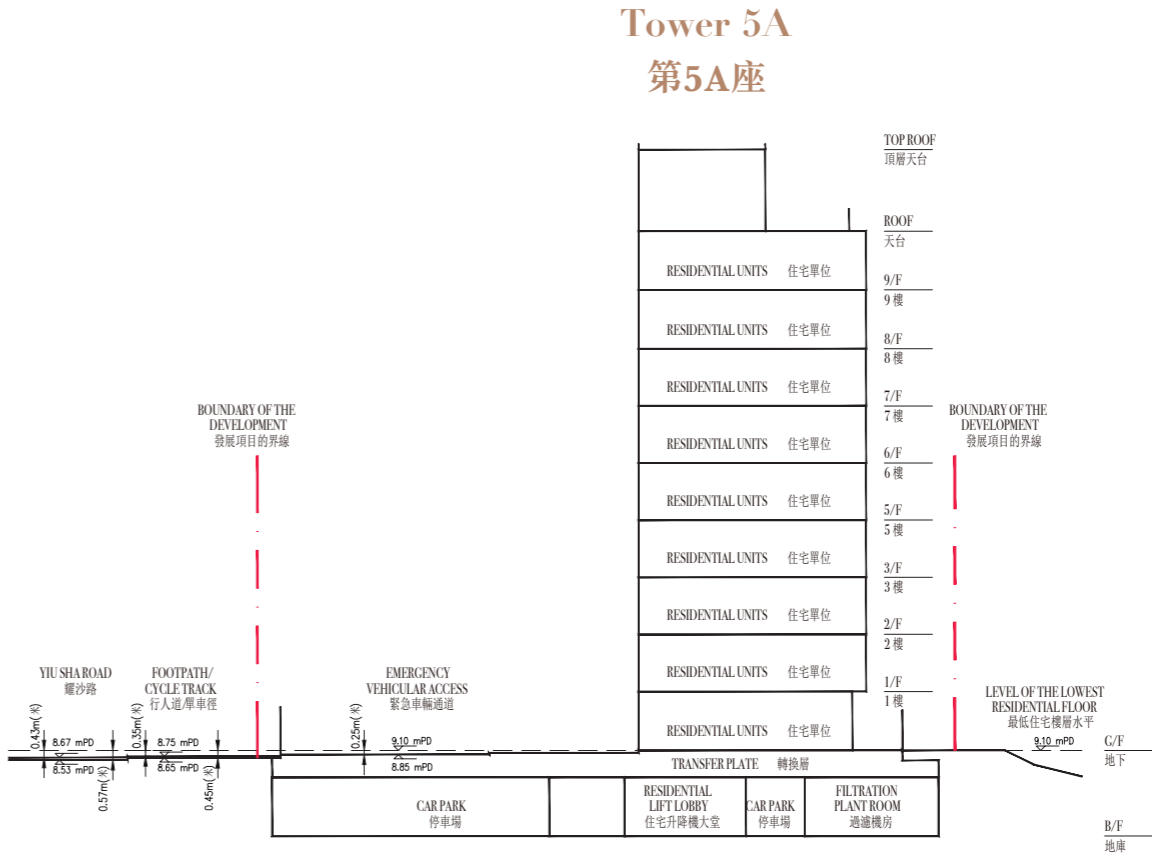 Tower 5A
第5A座
TOP ROOF
頂層天台
ROOF
天台
RESIDENTIAL UNITS 住宅單位
9/F
9 樓
RESIDENTIAL UNITS 住宅單位
8/F
8 樓
RESIDENTIAL UNITS 住宅單位
7/F
7 樓
BOUNDARY OF THE
DEVELOPMENT
發展項目的界線
BOUNDARY OF THE
DEVELOPMENT
發展項目的界線
RESIDENTIAL UNITS 住宅單位
6/F
6 樓
RESIDENTIAL UNITS 住宅單位
5/F
5 樓
RESIDENTIAL UNITS 住宅單位
3/F
3 樓
RESIDENTIAL UNITS 住宅單位
2/F
2 樓
RESIDENTIAL UNITS 住宅單位
1/F
1 樓
YIU SHA ROAD
耀沙路
FOOTPATH/
CYCLE TRACK
行人道/單車徑
EMERGENCY
VEHICULAR ACCESS
緊急車輛通道
LEVEL OF THE LOWEST
RESIDENTIAL FLOOR
最低住宅樓層水平
RESIDENTIAL UNITS 住宅單位
0.43m(米)
8.67 mPD
8.53 mPD
0.57m(米)
0.35m(米)
8.75 mPD
8.65 mPD
0.45m(米)
0.25m(米)
9.10 mPD
8.85 mPD
9.10 mPD
G/F
地下
TRANSFER PLATE 轉換層
CAR PARK
停車場
RESIDENTIAL
LIFT LOBBY
住宅升降機大堂
CAR PARK
停車場
FILTRATION
PLANT ROOM
過濾機房
B/F
地庫